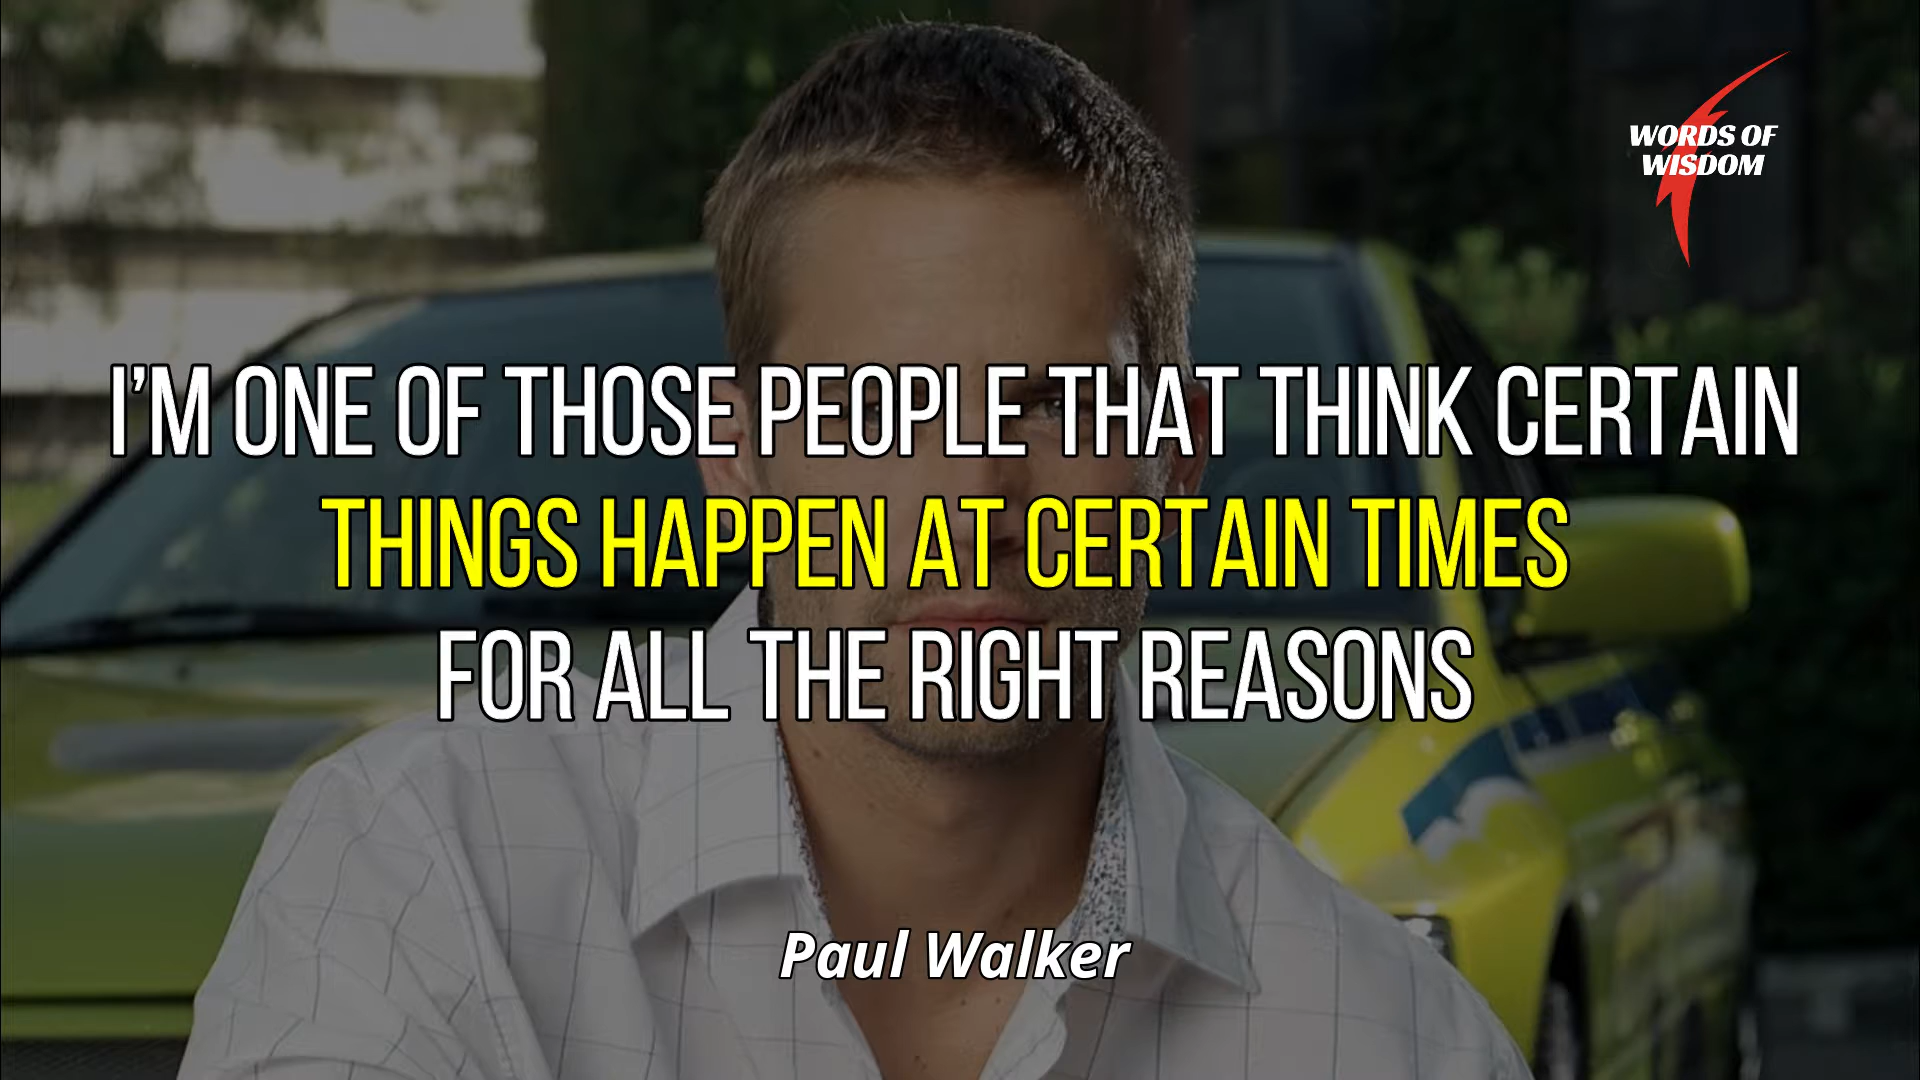 WORDS OF
WISDOM
I'M ONE OF THOSE PEOPLE THAT THINK CERTAIN
THINGS HAPPEN AT CERTAIN TIMES
FOR ALL THE RIGHT REASONS
Paul Walker